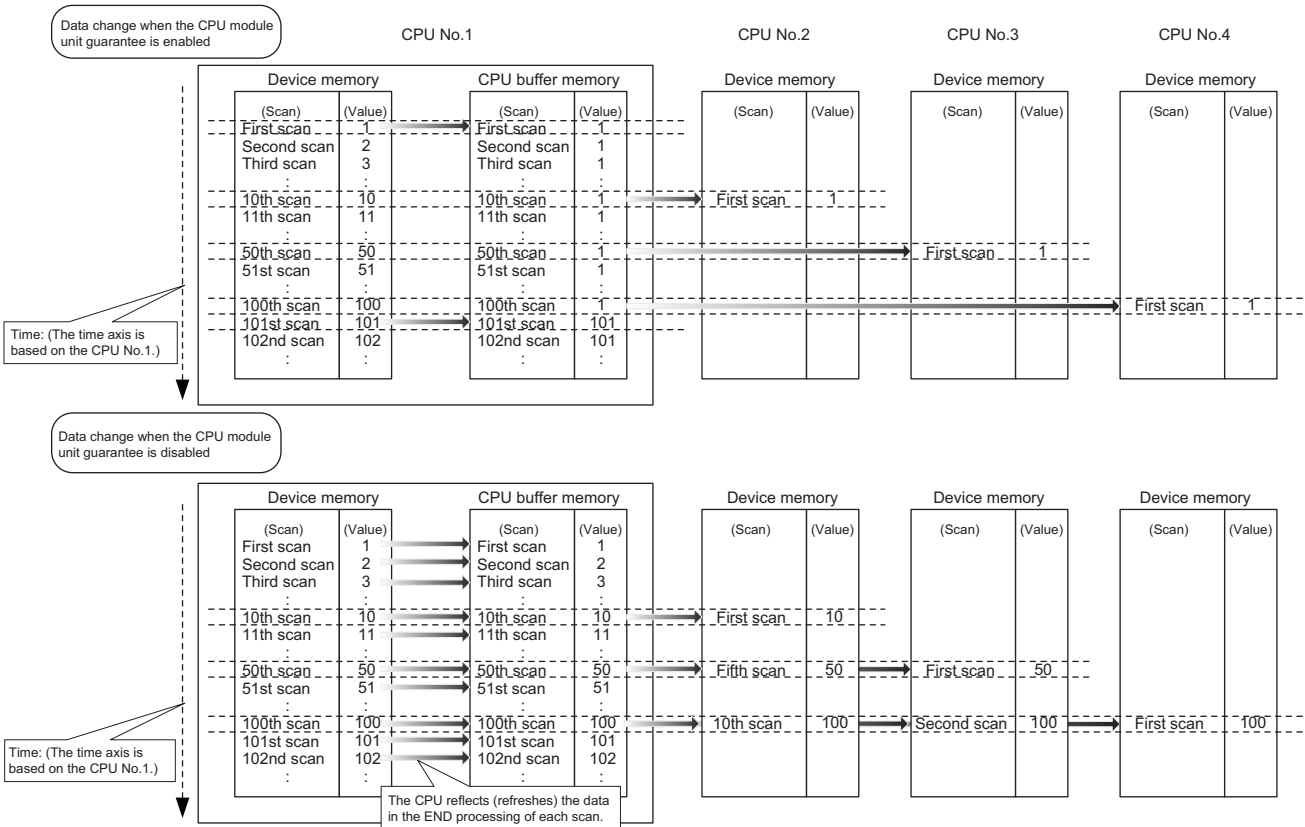 Data change when the CPU module
unit guarantee is enabled
CPU No.1
CPU No.2
CPU No.3
CPU No.4
Device memory
CPU buffer memory
Device memory
Device memory
Device memory
(Scan) (Value) (Scan) (Value) (Scan) (Value) (Scan) (Value) (Scan) (Value)
First scan 1 First scan 1
Second scan 2 Second scan 1
Third scan 3 Third scan 1
: : : :
10th scan 10 10th scan 1 First scan 1
11th scan 11 11th scan 1
: : : :
50th scan 50 50th scan 1 First scan 1
51st scan 51 51st scan 1
: : : :
100th scan 100 100th scan 1 First scan 1
101st scan 101 101st scan 101
102nd scan 102 102nd scan 101
: : : :
Time: (The time axis is
based on the CPU No.1.)
Data change when the CPU module
unit guarantee is disabled
Device memory
CPU buffer memory
Device memory
Device memory
Device memory
(Scan) (Value) (Scan) (Value) (Scan) (Value) (Scan) (Value) (Scan) (Value)
First scan 1 First scan 1
Second scan 2 Second scan 2
Third scan 3 Third scan 3
: : : :
10th scan 10 10th scan 10 First scan 10
11th scan 11 11th scan 11
: : : :
50th scan 50 50th scan 50 Fifth scan 50 First scan 50
51st scan 51 51st scan 51
: : : :
100th scan 100 100th scan 100 10th scan 100 Second scan 100 First scan 100
101st scan 101 101st scan 101
102nd scan 102 102nd scan 102
: : : :
Time: (The time axis is
based on the CPU No.1.)
The CPU reflects (refreshes) the data
in the END processing of each scan.